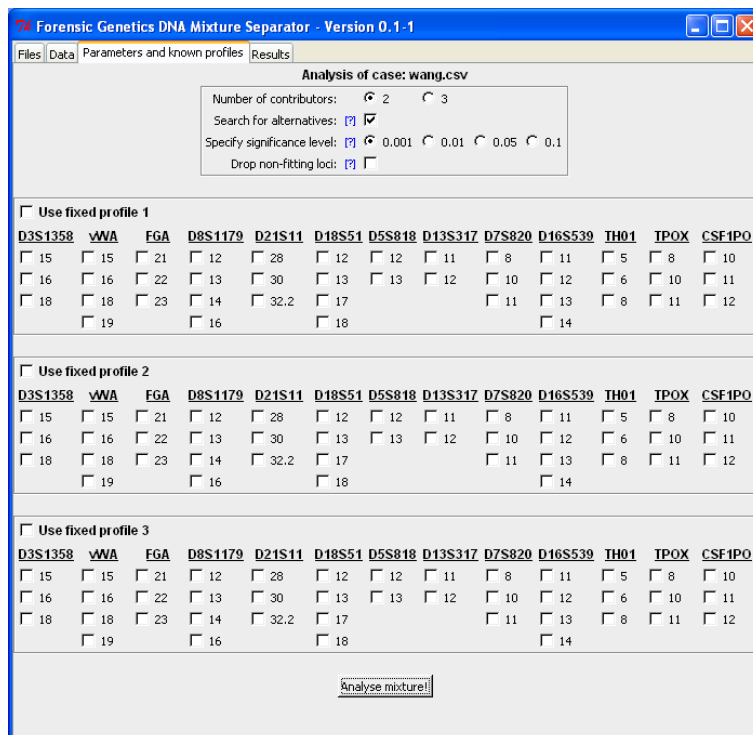 Forensic Genetics DNA Mixture Separator - Version 0.1-1
Files Data Parameters and known profiles Results
Analysis of case: wang.csv
Number of contributors: 2 3
Search for alternatives: [?]
Specify significance level: [?] 0.001 0.01 0.05 0.1
Drop non-fitting loci: [?]
Use fixed profile 1
D3S1358 vWA FGA D8S1179 D21S11 D18S51 D5S818 D13S317 D7S820 D16S539 TH01 TPOX CSF1PO
15 15 21 12 28 12 12 11 8 11 5 8 10
16 16 22 13 30 13 13 12 10 12 6 10 11
18 18 23 14 32.2 17 11 13 8 11 12
19 16 18 14
Use fixed profile 2
D3S1358 vWA FGA D8S1179 D21S11 D18S51 D5S818 D13S317 D7S820 D16S539 TH01 TPOX CSF1PO
15 15 21 12 28 12 12 11 8 11 5 8 10
16 16 22 13 30 13 13 12 10 12 6 10 11
18 18 23 14 32.2 17 11 13 8 11 12
19 16 18 14
Use fixed profile 3
D3S1358 vWA FGA D8S1179 D21S11 D18S51 D5S818 D13S317 D7S820 D16S539 TH01 TPOX CSF1PO
15 15 21 12 28 12 12 11 8 11 5 8 10
16 16 22 13 30 13 13 12 10 12 6 10 11
18 18 23 14 32.2 17 11 13 8 11 12
19 16 18 14
Analyse mixture!